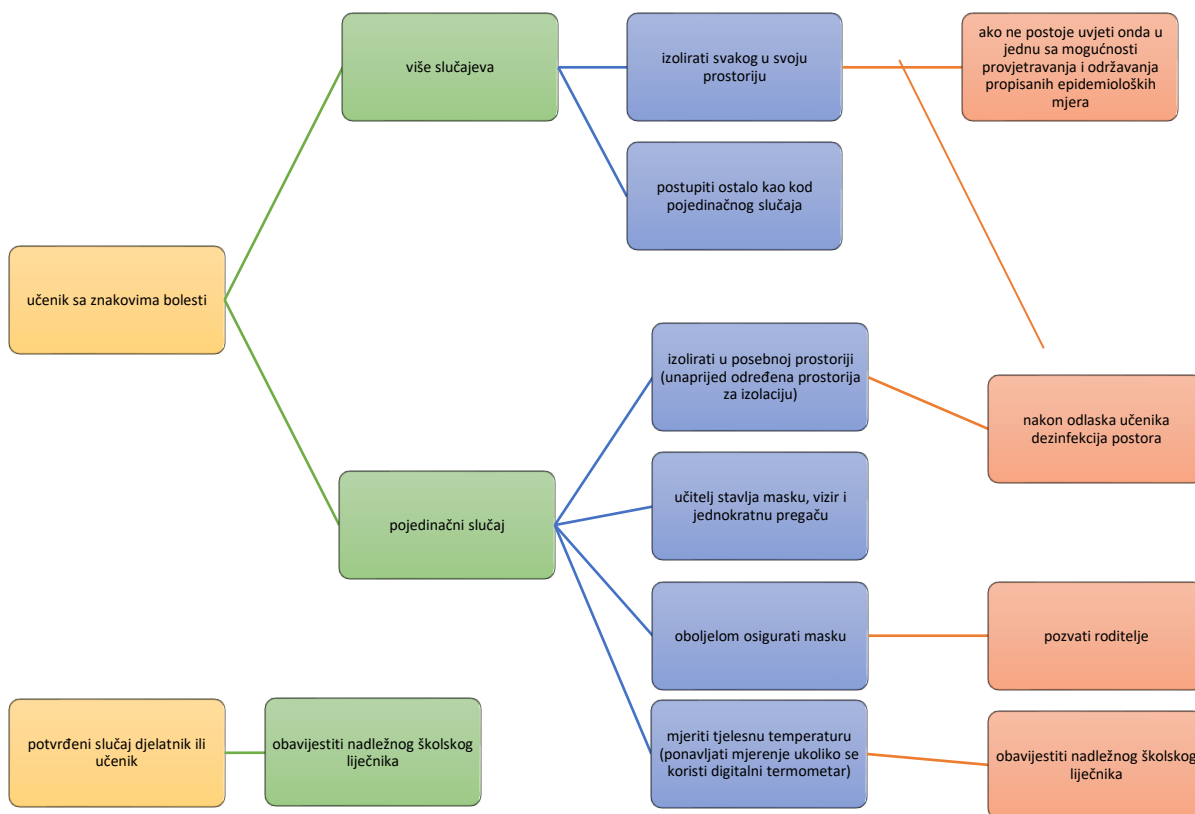 više slučajeva
izolirati svakog u svoju
prostoriju
ako ne postoje uvjeti onda u
jednu sa mogućnosti
provjetravanja i održavanja
propisanih epidemioloških
mjera
postupiti ostalo kao kod
pojedinačnog slučaja
učenik sa znakovima bolesti
izolirati u posebnoj prostoriji
(unaprijed određena prostorija
za izolaciju)
nakon odlaska učenika
dezinfekcija postora
učitelj stavlja masku, vizir i
jednokratnu pregaču
pojedinačni slučaj
oboljelom osigurati masku
pozvati roditelje
potvrđeni slučaj djelatnik ili
učenik
obavijestiti nadležnog školskog
liječnika
mjeriti tjelesnu temperaturu
(ponavljati mjerenje ukoliko se
koristi digitalni termometar)
obavijestiti nadležnog školskog
liječnika